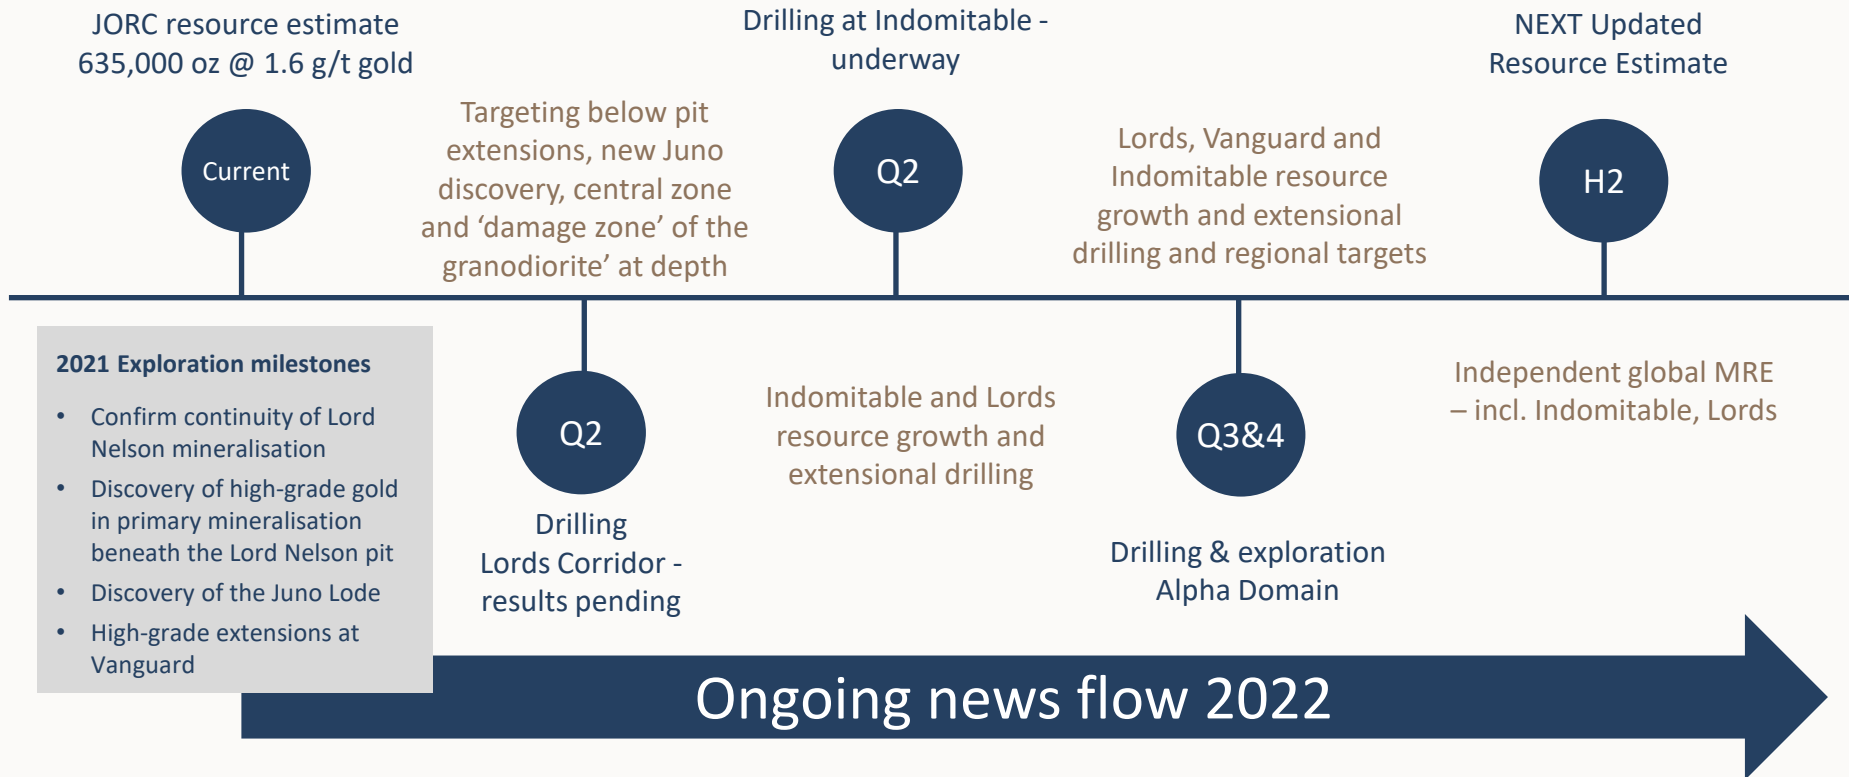 JORC resource estimate
635,000 oz @ 1.6 g/t gold
Current
Targeting below pit
extensions, new Juno
discovery, central zone
and ‘damage zone’ of the
granodiorite’ at depth
Drilling at Indomitable -
underway
Q2
Lords, Vanguard and
Indomitable resource
growth and extensional
drilling and regional targets
NEXT Updated
Resource Estimate
H2
2021 Exploration milestones
• Confirm continuity of Lord
Nelson mineralisation
• Discovery of high-grade gold
in primary mineralisation
beneath the Lord Nelson pit
• Discovery of the Juno Lode
• High-grade extensions at
Vanguard
Q2
Drilling
Lords Corridor -
results pending
Indomitable and Lords
resource growth and
extensional drilling
Q3&4
Drilling & exploration
Alpha Domain
Independent global MRE
– incl. Indomitable, Lords
Ongoing news flow 2022